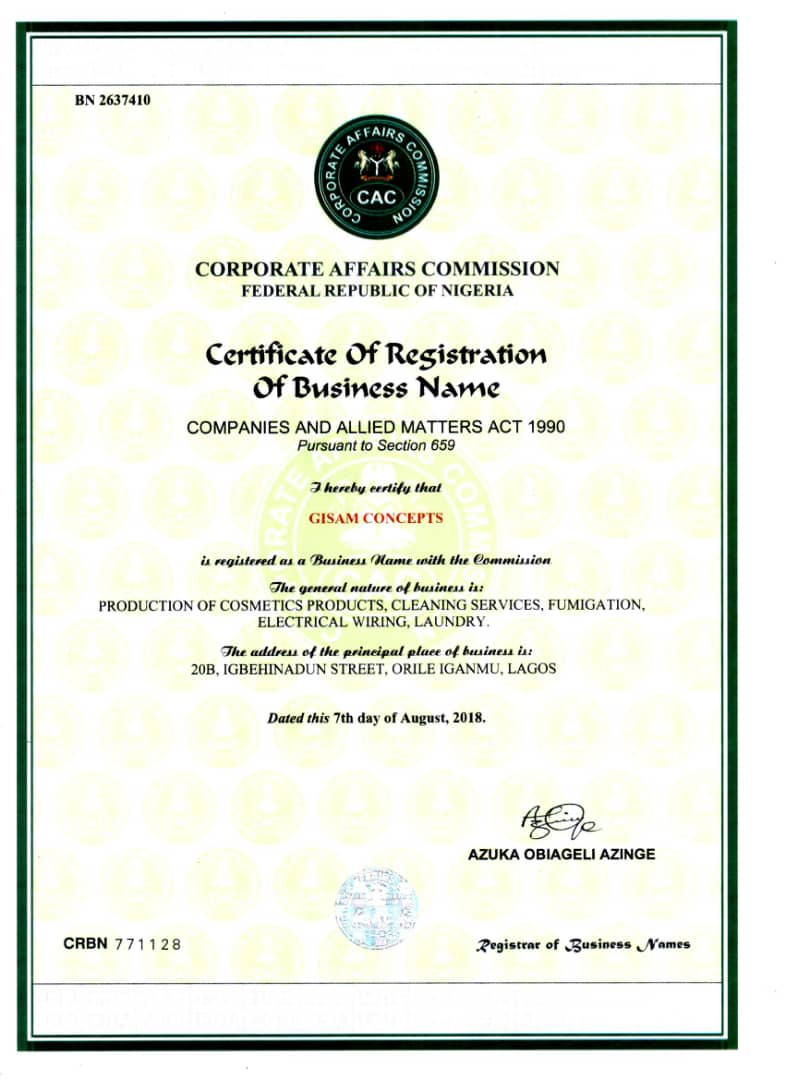 BN 2637410
CORPORATE AFFAIRS COMMISSION
CAC
CORPORATE AFFAIRS COMMISSION
FEDERAL REPUBLIC OF NIGERIA
Certificate Of Registration
Of Business Name
COMPANIES AND ALLIED MATTERS ACT 1990
Pursuant to Section 659
I hereby certify that
GISAM CONCEPTS
is registered as a Business Name with the Commission
The general nature of business is:
PRODUCTION OF COSMETICS PRODUCTS, CLEANING SERVICES, FUMIGATION,
ELECTRICAL WIRING, LAUNDRY.
The address of the principal place of business is:
20B, IGBEHINADUN STREET, ORILE IGANMU, LAGOS
Dated this 7th day of August, 2018.
AZUKA OBIAGELI AZINGE
CRBN 771128
Registrar of Business Names